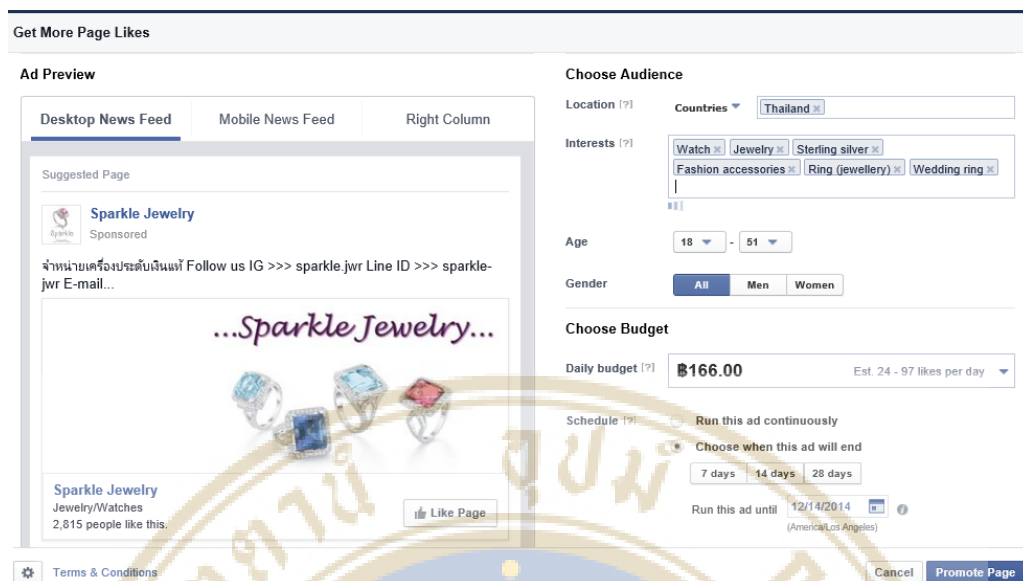 Get More Page Likes
Ad Preview
Desktop News Feed
Mobile News Feed
Right Column
Suggested Page
Sparkle Jewelry
Sponsored
จำหน่ายเครื่องประดับเงินแท้ Follow us IG >>> sparkle.jwr Line ID >>> sparkle-
jwr E-mail...
...Sparkle Jewelry...
Sparkle Jewelry
Jewelry/Watches
2,815 people like this.
Like Page
Terms & Conditions
Choose Audience
Location [?]
Countries
Thailand ×
Interests [?]
Watch × Jewelry × Sterling silver ×
Fashion accessories × Ring (jewellery) × Wedding ring ×
Age
18 - 51
Gender
All Men Women
Choose Budget
Daily budget [?]
฿166.00
Est. 24 - 97 likes per day
Schedule [?]
Run this ad continuously
Choose when this ad will end
7 days 14 days 28 days
Run this ad until 12/14/2014
(America/Los Angeles)
Cancel
Promote Page